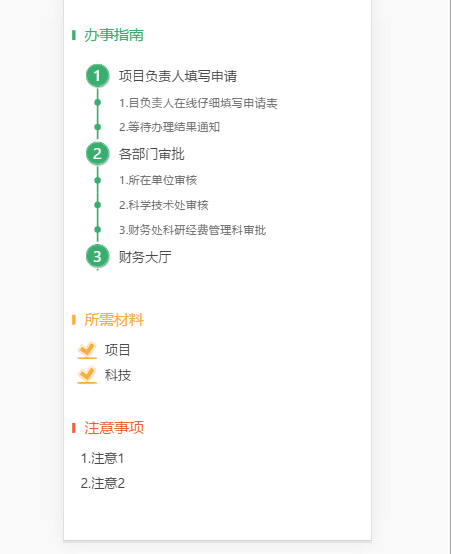 办事指南
1 项目负责人填写申请
1.目负责人在线仔细填写申请表
2.等待办理结果通知
2 各部门审批
1.所在单位审核
2.科学技术处审核
3.财务处科研经费管理科审批
3 财务大厅
所需材料
项目
科技
注意事项
1.注意1
2.注意2